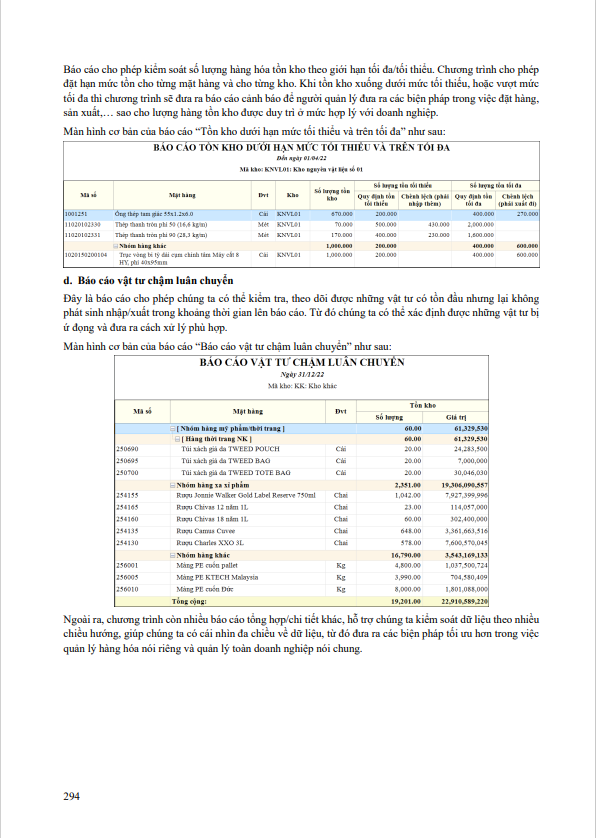 Báo cáo cho phép kiểm soát số lượng hàng hóa tồn kho theo giới hạn tối đa/tối thiểu. Chương trình cho phép
đặt hạn mức tồn cho từng mặt hàng và cho từng kho. Khi tồn kho xuống dưới mức tối thiểu, hoặc vượt mức
tối đa thì chương trình sẽ đưa ra báo cáo cảnh báo để người quản lý đưa ra các biện pháp trong việc đặt hàng,
sản xuất,… sao cho lượng hàng tồn kho được duy trì ở mức hợp lý với doanh nghiệp.
Màn hình cơ bản của báo cáo “Tồn kho dưới hạn mức tối thiểu và trên tối đa” như sau:
BÁO CÁO TỒN KHO DƯỚI HẠN MỨC TỐI THIỂU VÀ TRÊN TỐI ĐA
Đến ngày 01/04/22
Mã kho: KNVL01: Kho nguyên vật liệu số 01
Mã số Mặt hàng Đvt Kho Số lượng tồn kho Số lượng tồn tối thiểu Số lượng tồn tối đa
Quy định tồn tối thiểu Chênh lệch (phải nhập thêm) Quy định tồn tối đa Chênh lệch (phải xuất đi)
1001251 Ống thép tam giác 55x1.2x6.0 Cái KNVL01 670.000 200.000 400.000 270.000
11020102330 Thép thanh tròn phi 50 (16,6 kg/m) Mét KNVL01 70.000 500.000 430.000 2,000.000
11020102331 Thép thanh tròn phi 90 (28,3 kg/m) Mét KNVL01 170.000 400.000 230.000 1,600.000
Nhóm hàng khác 1,000.000 200.000 400.000 600.000
1020150200104 Trục vòng bi tỳ dài cụm chỉnh tâm Máy cắt 8 Cái KNVL01 1,000.000 200.000 400.000 600.000
HY, phi 40x95mm
d. Báo cáo vật tư chậm luân chuyển
Đây là báo cáo cho phép chúng ta có thể kiểm tra, theo dõi được những vật tư có tồn đầu nhưng lại không
phát sinh nhập/xuất trong khoảng thời gian lên báo cáo. Từ đó chúng ta có thể xác định được những vật tư bị
ứ đọng và đưa ra cách xử lý phù hợp.
Màn hình cơ bản của báo cáo “Báo cáo vật tư chậm luân chuyển” như sau:
BÁO CÁO VẬT TƯ CHẬM LUÂN CHUYỂN
Ngày 31/12/22
Mã kho: KK: Kho khác
Mã số Mặt hàng Đvt Tồn kho
Số lượng Giá trị
[ Nhóm hàng mỹ phẩm/thời trang ] 60.00 61,329,530
[ Hàng thời trang NK ] 60.00 61,329,530
250690 Túi xách giả da TWEED POUCH Cái 20.00 24,283,500
250695 Túi xách giả da TWEED BAG Cái 20.00 7,000,000
250700 Túi xách giả da TWEED TOTE BAG Cái 20.00 30,046,030
Nhóm hàng xa xỉ phẩm 2,351.00 19,306,090,557
254155 Rượu Jonnie Walker Gold Label Reserve 750ml Chai 1,042.00 7,927,399,996
254165 Rượu Chivas 12 năm 1L Chai 23.00 114,057,000
254160 Rượu Chivas 18 năm 1L Chai 60.00 302,400,000
254135 Rượu Camus Cuvee Chai 648.00 3,361,663,516
254130 Rượu Charles XXO 3L Chai 578.00 7,600,570,045
Nhóm hàng khác 16,790.00 3,543,169,133
256001 Màng PE cuốn pallet Kg 4,800.00 1,037,500,724
256005 Màng PE KTECH Malaysia Kg 3,990.00 704,580,409
256010 Màng PE cuốn Đức Kg 8,000.00 1,801,088,000
Tổng cộng: 19,201.00 22,910,589,220
Ngoài ra, chương trình còn nhiều báo cáo tổng hợp/chi tiết khác, hỗ trợ chúng ta kiểm soát dữ liệu theo nhiều
chiều hướng, giúp chúng ta có cái nhìn đa chiều về dữ liệu, từ đó đưa ra các biện pháp tối ưu hơn trong việc
quản lý hàng hóa nói riêng và quản lý toàn doanh nghiệp nói chung.
294